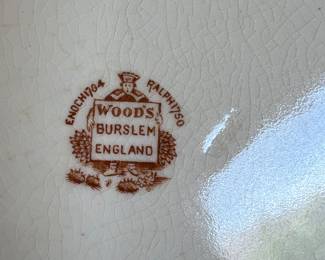 ENOCH 1784 RALPH 1750
WOOD'S
BURSLEM
ENGLAND